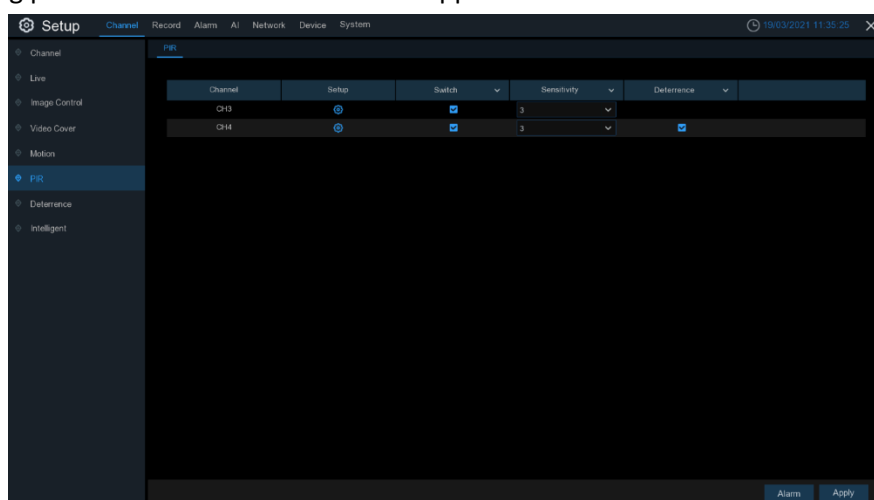 Setup Channel Record Alarm AI Network Device System 19/03/2021 11:35:25
Channel
PIR
Live
Image Control
Video Cover
Motion
PIR
Deterrence
Intelligent
Channel Setup Switch Sensitivity Deterrence
CH3 3
CH4 3
Alarm Apply